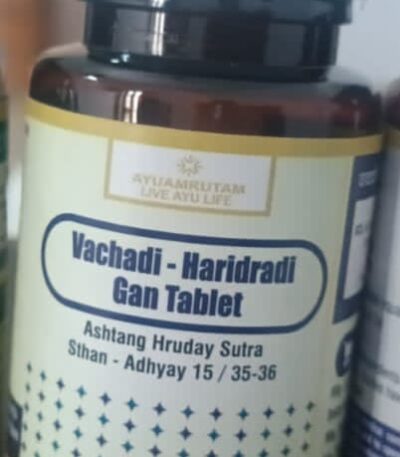 AYUAMRUTAM
LIVE AYU LIFE
Vachadi - Haridradi
Gan Tablet
Ashtang Hruday Sutra
Sthan - Adhyay 15 / 35-36